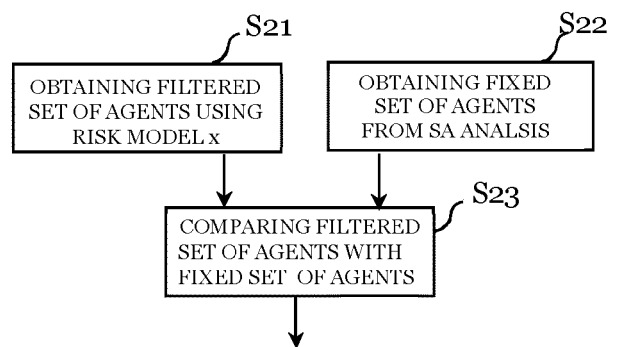 S21
OBTAINING FILTERED
SET OF AGENTS USING
RISK MODEL x
S22
OBTAINING FIXED
SET OF AGENTS
FROM SA ANALSIS
S23
COMPARING FILTERED
SET OF AGENTS WITH
FIXED SET OF AGENTS